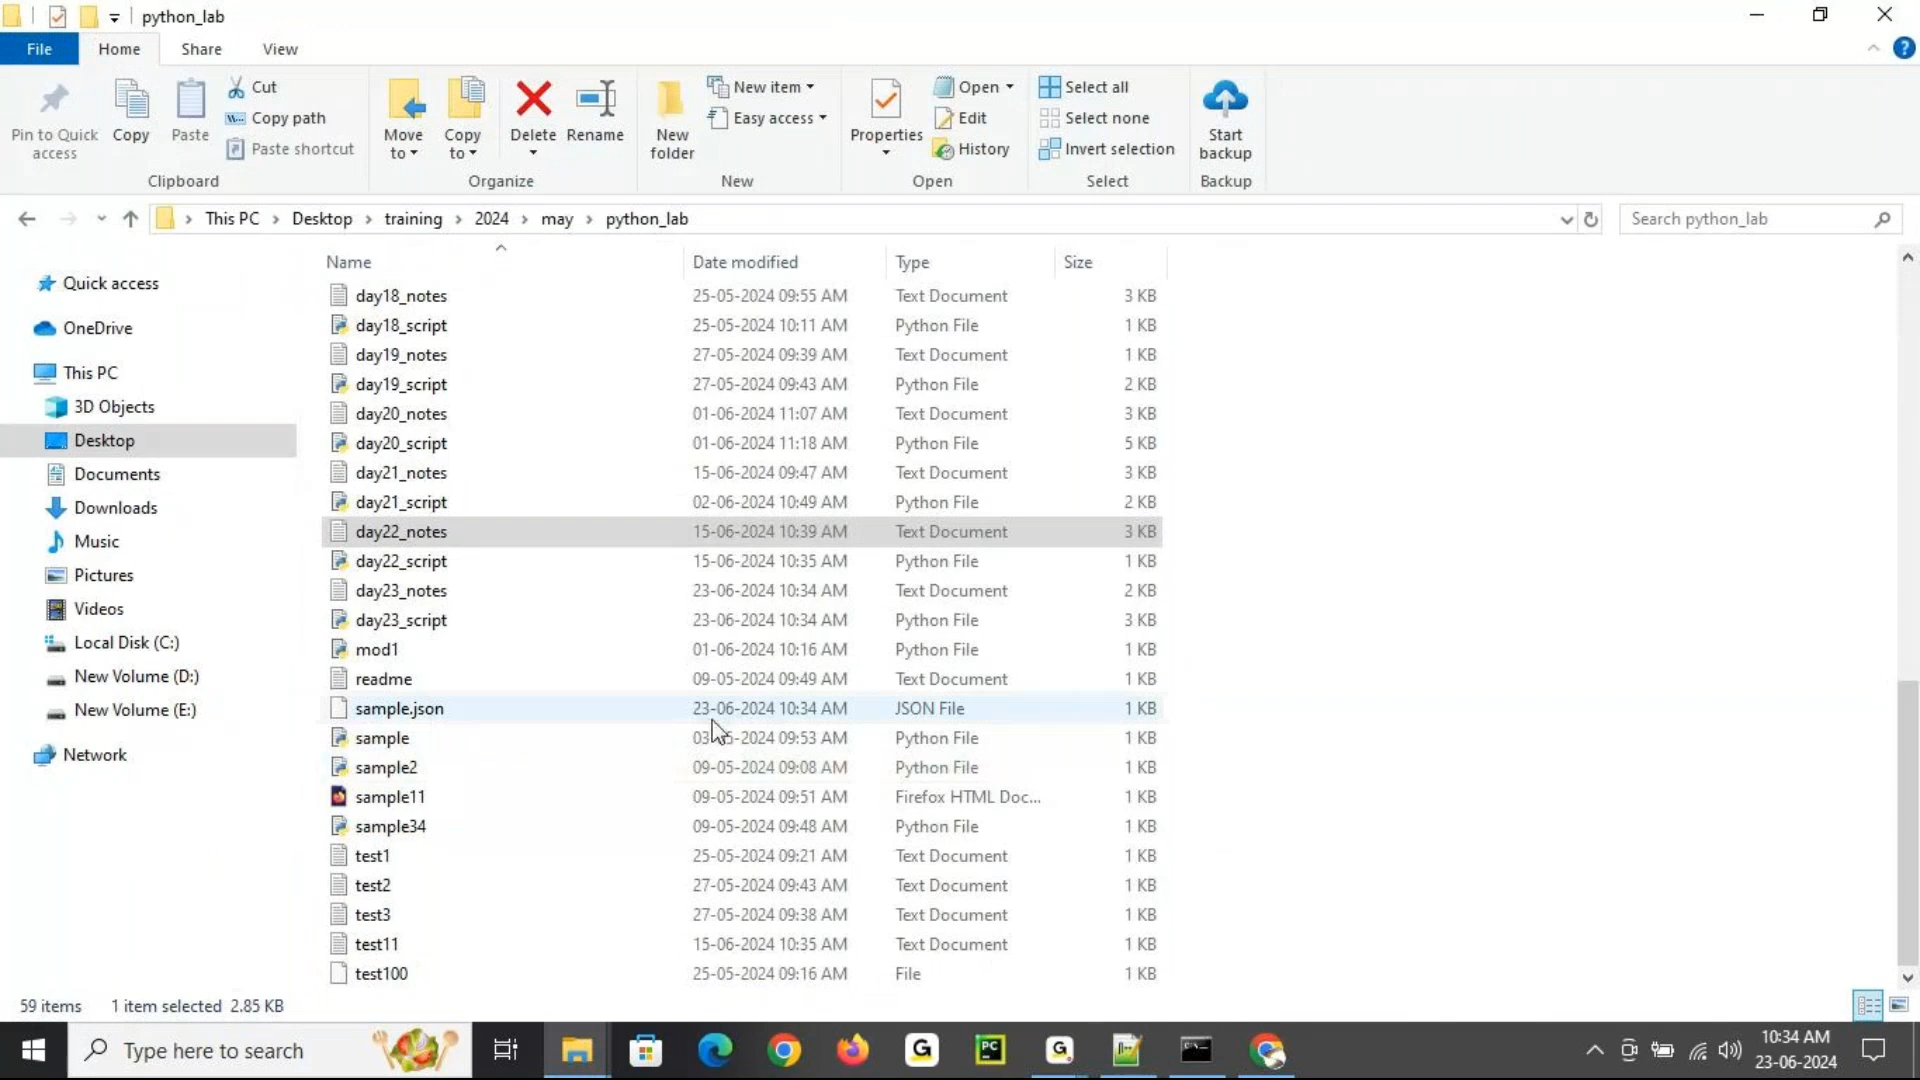 python_lab
File Home Share View
Pin to Quick access
Copy
Paste
Cut
Copy path
Paste shortcut
Clipboard
Move to
Copy to
Delete
Rename
Organize
New folder
New item
Easy access
New
Properties
Open
Edit
History
Open
Select all
Select none
Invert selection
Select
Start backup
Backup
This PC > Desktop > training > 2024 > may > python_lab
Search python_lab
Quick access
OneDrive
This PC
3D Objects
Desktop
Documents
Downloads
Music
Pictures
Videos
Local Disk (C:)
New Volume (D:)
New Volume (E:)
Network
Name Date modified Type Size
day18_notes 25-05-2024 09:55 AM Text Document 3 KB
day18_script 25-05-2024 10:11 AM Python File 1 KB
day19_notes 27-05-2024 09:39 AM Text Document 1 KB
day19_script 27-05-2024 09:43 AM Python File 2 KB
day20_notes 01-06-2024 11:07 AM Text Document 3 KB
day20_script 01-06-2024 11:18 AM Python File 5 KB
day21_notes 15-06-2024 09:47 AM Text Document 3 KB
day21_script 02-06-2024 10:49 AM Python File 2 KB
day22_notes 15-06-2024 10:39 AM Text Document 3 KB
day22_script 15-06-2024 10:35 AM Python File 1 KB
day23_notes 23-06-2024 10:34 AM Text Document 2 KB
day23_script 23-06-2024 10:34 AM Python File 3 KB
mod1 01-06-2024 10:16 AM Python File 1 KB
readme 09-05-2024 09:49 AM Text Document 1 KB
sample.json 23-06-2024 10:34 AM JSON File 1 KB
sample 03-05-2024 09:53 AM Python File 1 KB
sample2 09-05-2024 09:08 AM Python File 1 KB
sample11 09-05-2024 09:51 AM Firefox HTML Doc... 1 KB
sample34 09-05-2024 09:48 AM Python File 1 KB
test1 25-05-2024 09:21 AM Text Document 1 KB
test2 27-05-2024 09:43 AM Text Document 1 KB
test3 27-05-2024 09:38 AM Text Document 1 KB
test11 15-06-2024 10:35 AM Text Document 1 KB
test100 25-05-2024 09:16 AM File 1 KB
59 items 1 item selected 2.85 KB
Type here to search
10:34 AM
23-06-2024